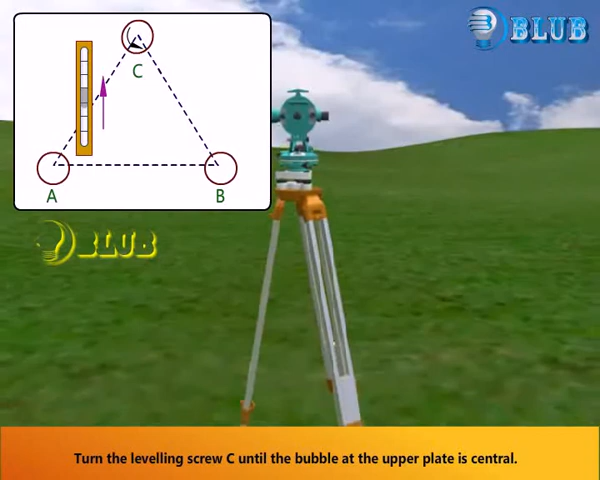 BLUB
C
A
B
BLUB
Turn the levelling screw C until the bubble at the upper plate is central.